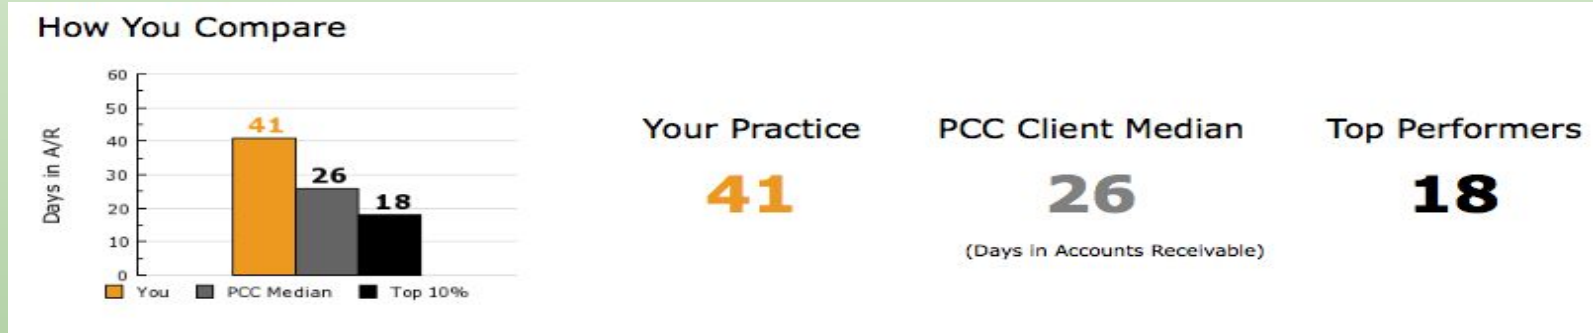 How You Compare
60
50
40
30
20
10
0
Days in A/R
41
26
18
You PCC Median Top 10%
Your Practice PCC Client Median Top Performers
41 26 18
(Days in Accounts Receivable)